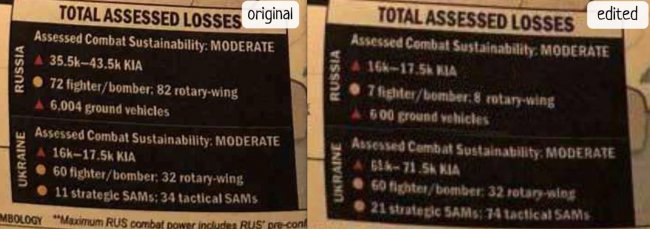 original
TOTAL ASSESSED LOSSES
RUSSIA
Assessed Combat Sustainability: MODERATE
35.5k–43.5k KIA
72 fighter/bomber; 82 rotary-wing
6,004 ground vehicles
UKRAINE
Assessed Combat Sustainability: MODERATE
16k–17.5k KIA
60 fighter/bomber; 32 rotary-wing
11 strategic SAMs; 34 tactical SAMs
MBOLOGY **Maximum RUS combat power includes RUS' pre-conf
edited
TOTAL ASSESSED LOSSES
RUSSIA
Assessed Combat Sustainability: MODERATE
16k–17.5k KIA
7 fighter/bomber; 8 rotary-wing
6 00 ground vehicles
UKRAINE
Assessed Combat Sustainability: MODERATE
61k–71.5k KIA
60 fighter/bomber; 32 rotary-wing
21 strategic SAMs; 74 tactical SAMs